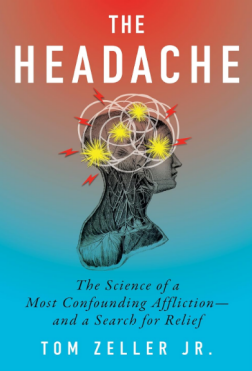 THE
HEADACHE
The Science of a
Most Confounding Affliction—
and a Search for Relief
TOM ZELLER JR.